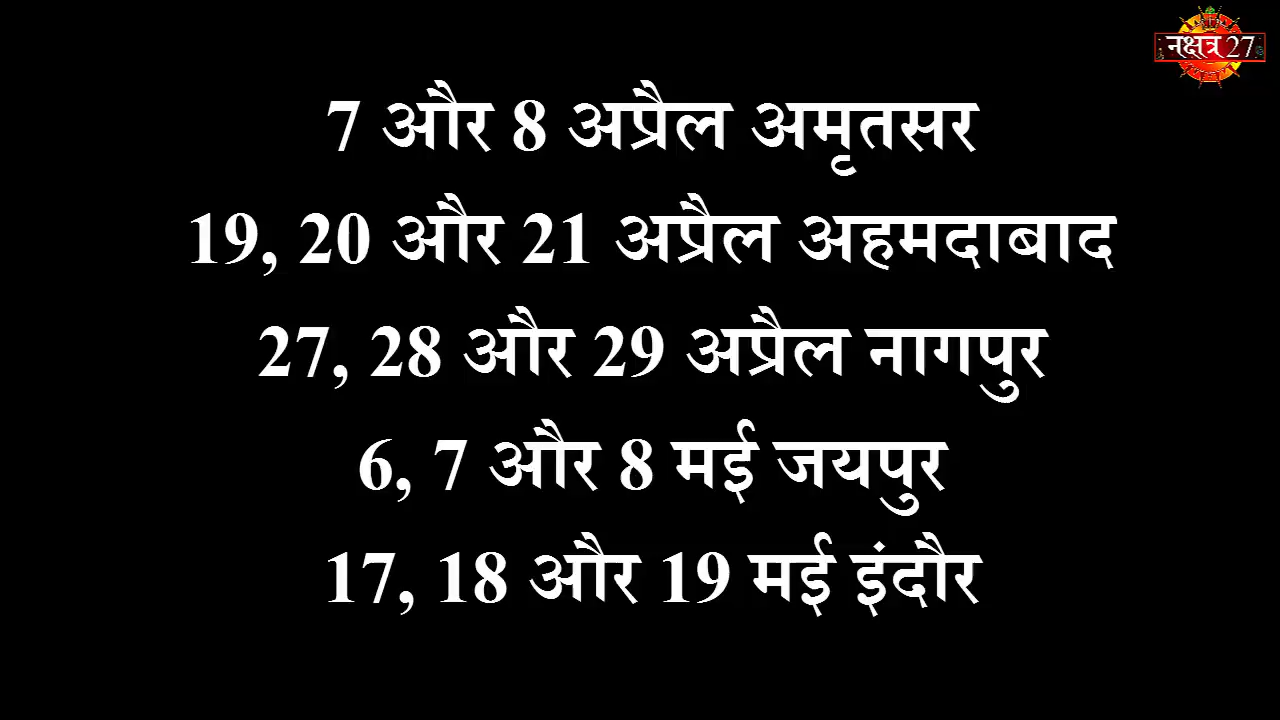 नक्षत्र 27
7 और 8 अप्रैल अमृतसर
19, 20 और 21 अप्रैल अहमदाबाद
27, 28 और 29 अप्रैल नागपुर
6, 7 और 8 मई जयपुर
17, 18 और 19 मई इंदौर